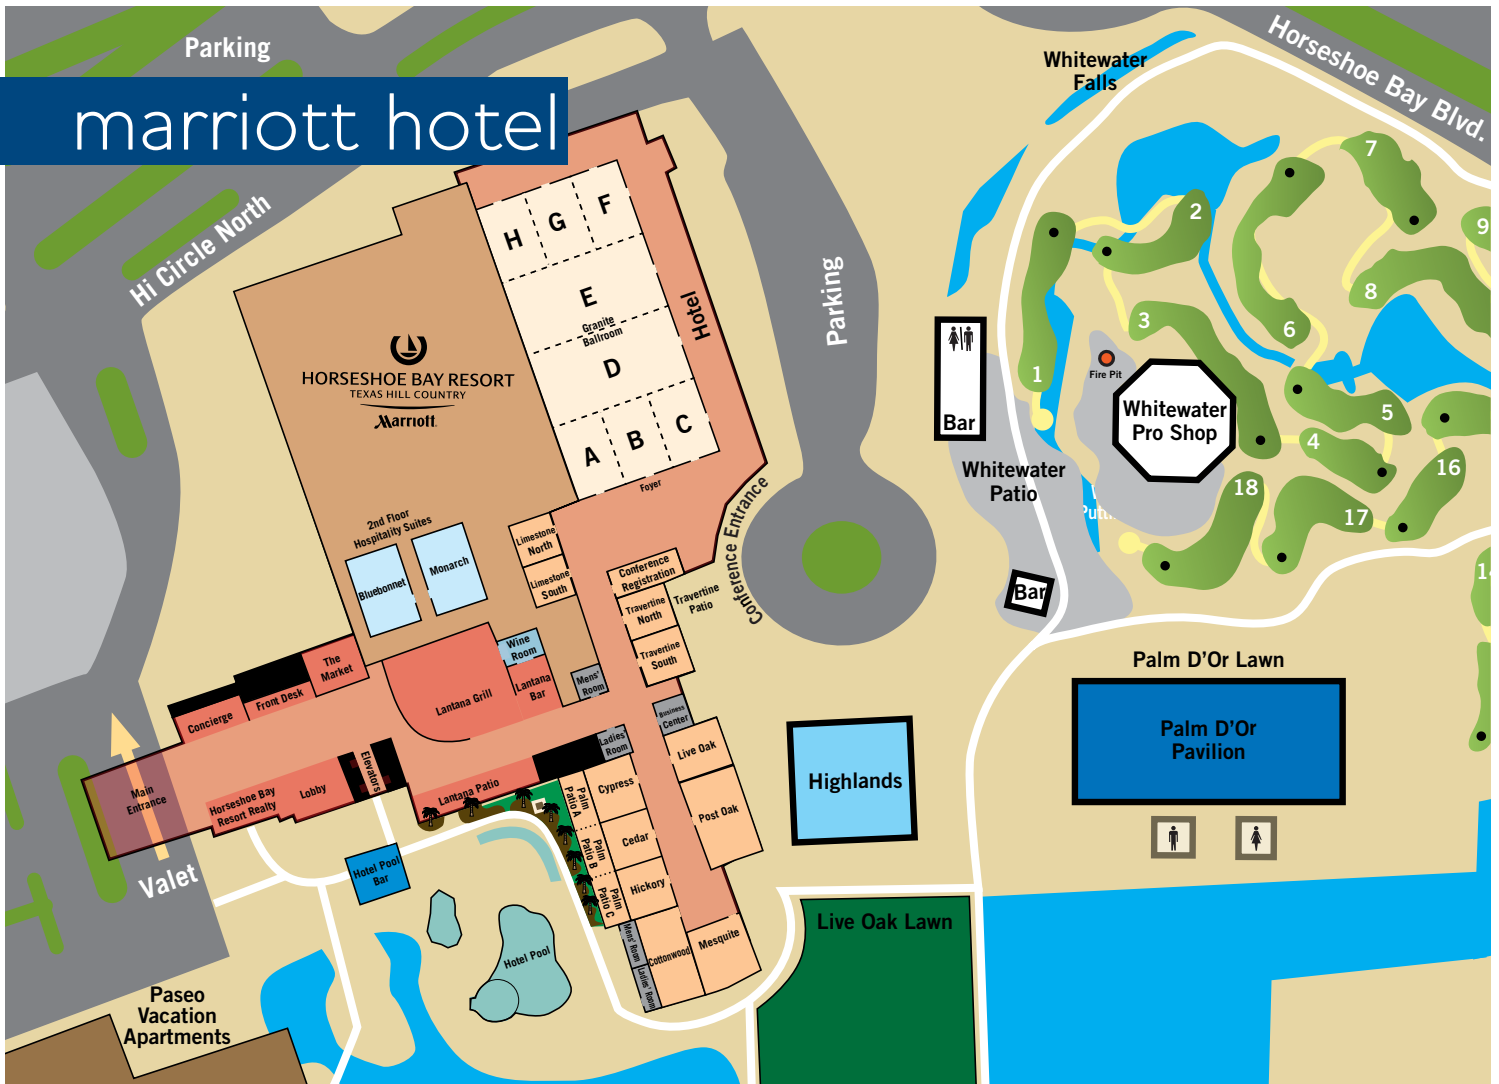 Parking
marriott hotel
Hi Circle North
Horseshoe Bay Blvd.
Whitewater
Falls
7
2
9
8
3
6
1
5
4
16
18
17
14
H
G
F
E
Granite
Ballroom
D
A
B
C
Foyer
Hotel
Parking
HORSESHOE BAY RESORT
TEXAS HILL COUNTRY
Marriott
Fire Pit
Whitewater
Pro Shop
Bar
Whitewater
Patio
Bar
2nd Floor
Hospitality Suites
Bluebonnet
Monarch
Limestone
North
Limestone
South
Conference
Registration
Travertine
North
Travertine
South
Travertine
Patio
Conference Entrance
Wine
Room
Lantana
Bar
Lantana Grill
Mens'
Room
The
Market
Front Desk
Concierge
Main
Entrance
Valet
Horseshoe Bay
Resort Realty
Lobby
Elevators
Lantana Patio
Ladies'
Room
Business
Center
Live Oak
Post Oak
Cypress
Cedar
Hickory
Palm
Patio A
Palm
Patio B
Palm
Patio C
Mens' Room
Ladies' Room
Cottonwood
Mesquite
Hotel Pool
Bar
Hotel Pool
Highlands
Palm D'Or Lawn
Palm D'Or
Pavilion
Live Oak Lawn
Paseo
Vacation
Apartments